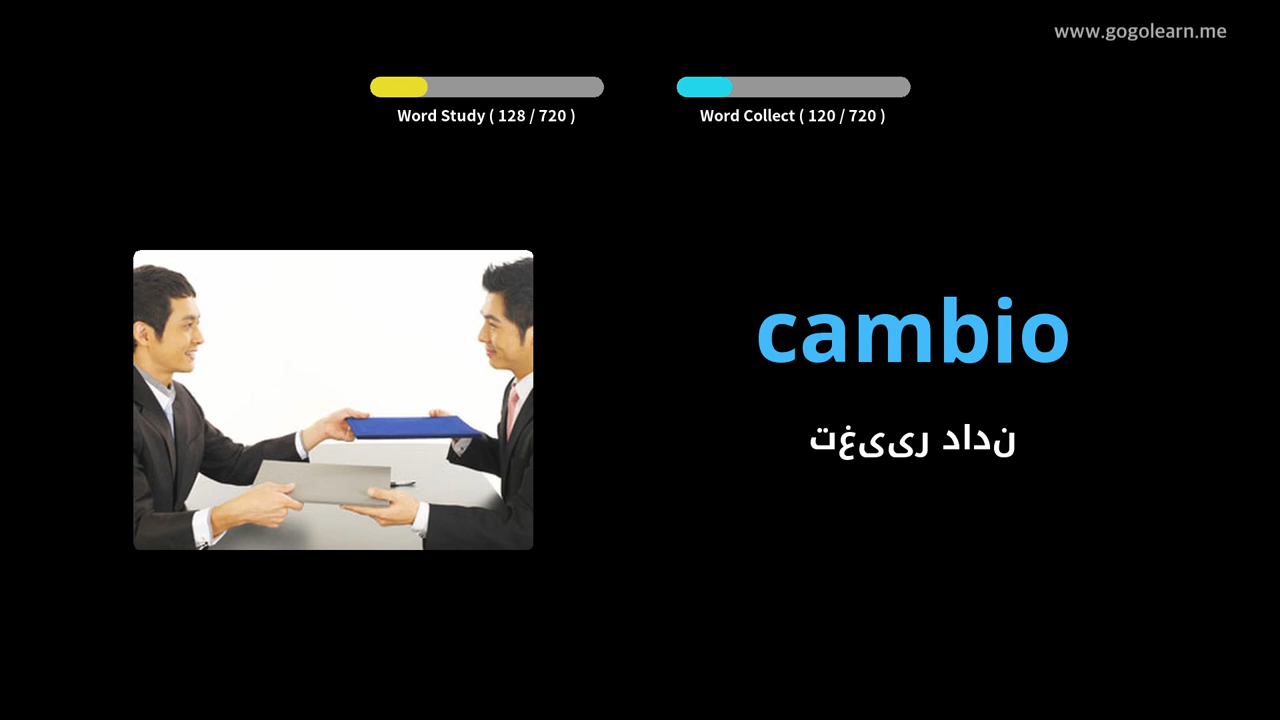 www.gogolearn.me
Word Study ( 128 / 720 )
Word Collect ( 120 / 720 )
cambio
تغییر دادن